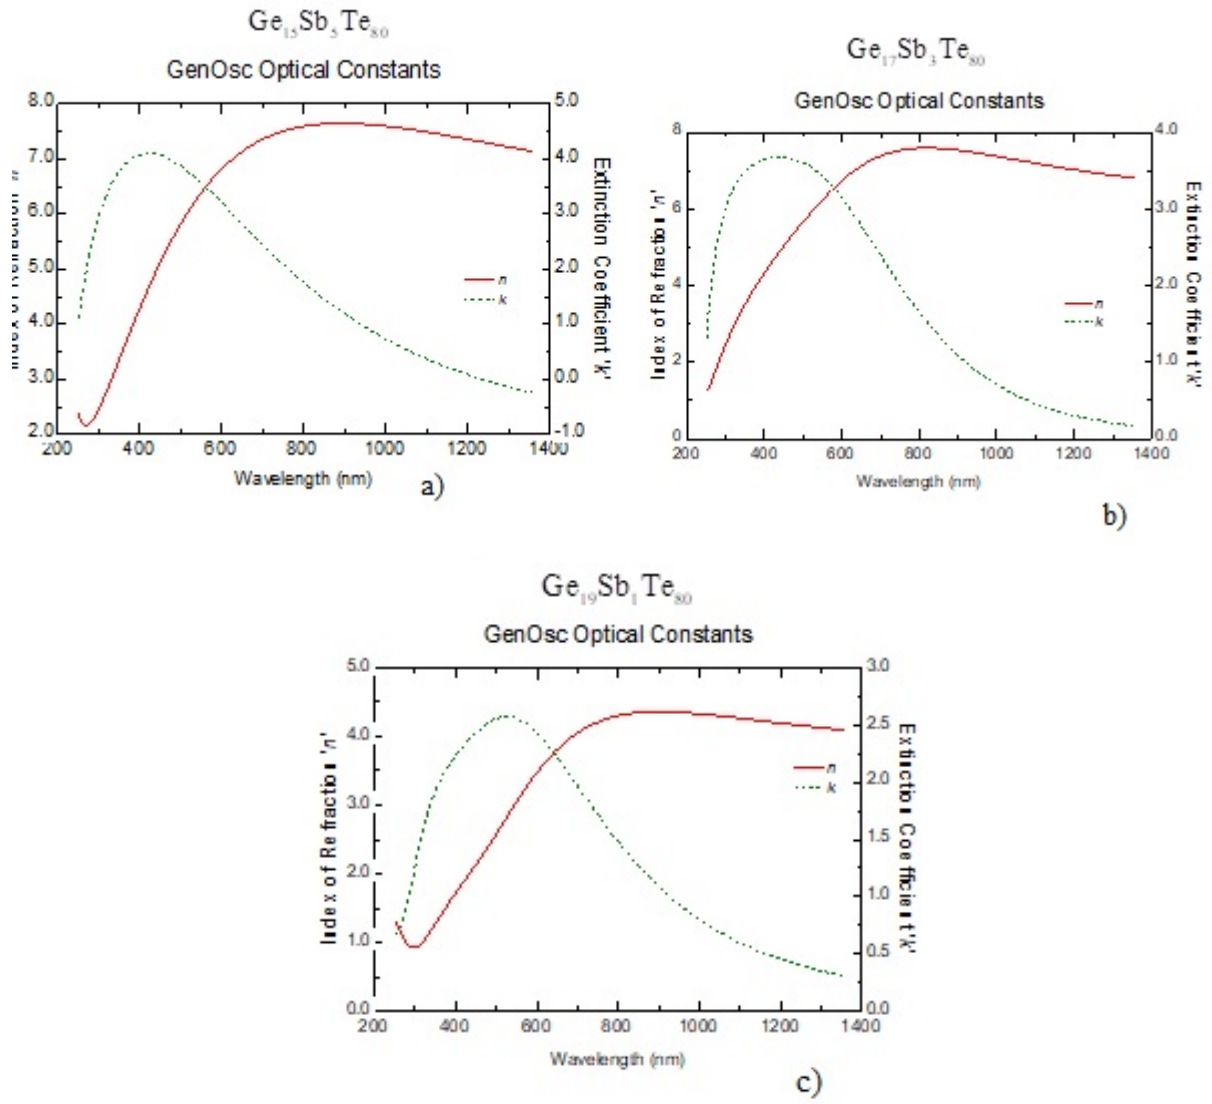 Ge15Sb5Te80
GenOsc Optical Constants
8.0
7.0
6.0
5.0
4.0
3.0
2.0
5.0
4.0
3.0
2.0
1.0
0.0
-1.0
Extinction Coefficient 'k'
n
k
200 400 600 800 1000 1200 1400
Wavelength (nm)
a)
Ge17Sb3Te80
GenOsc Optical Constants
8
6
4
2
0
Index of Refraction 'n'
4.0
3.0
2.0
1.0
0.0
Extinction Coefficient 'k'
n
k
200 400 600 800 1000 1200 1400
Wavelength (nm)
b)
Ge19Sb1Te80
GenOsc Optical Constants
5.0
4.0
3.0
2.0
1.0
0.0
Index of Refraction 'n'
3.0
2.5
2.0
1.5
1.0
0.5
0.0
Extinction Coefficient 'k'
n
k
200 400 600 800 1000 1200 1400
Wavelength (nm)
c)